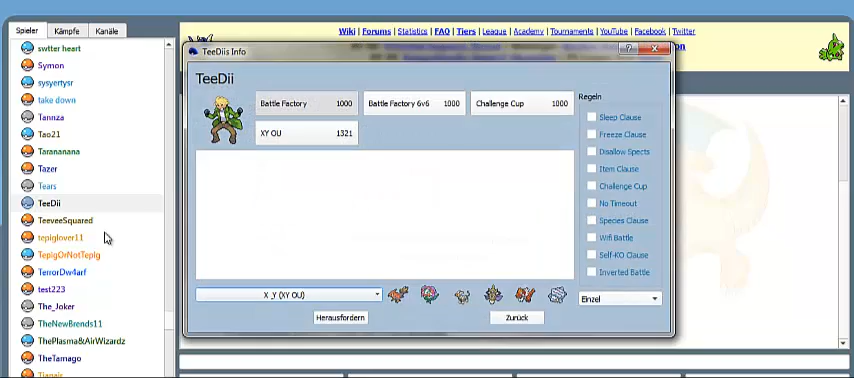 Spieler Kämpfe Kanäle
swtter heart
Symon
sysyertysr
take down
Tannza
Tao21
Tarananana
Tazer
Tears
TeeDii
TeeveeSquared
tepiglover11
TepigOrNotTepig
TerrorDw4arf
test223
The_Joker
TheNewBrends11
ThePlasma&AirWizardz
TheTamago
Wiki | Forums | Statistics | FAQ | Tiers | League | Academy | Tournaments | YouTube | Facebook | Twitter
TeeDiis Info
TeeDii
Battle Factory 1000
Battle Factory 6v6 1000
Challenge Cup 1000
XY OU 1321
Regeln
Sleep Clause
Freeze Clause
Disallow Spects
Item Clause
Challenge Cup
No Timeout
Species Clause
Wifi Battle
Self-KO Clause
Inverted Battle
X_Y (XY OU)
Einzel
Herausfordern
Zurück